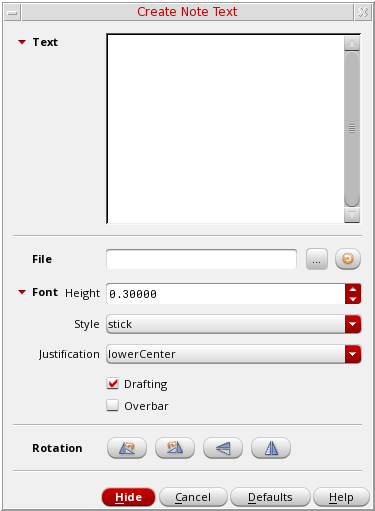 Create Note Text
Text
File
...
Font Height 0.30000
Style stick
Justification lowerCenter
Drafting
Overbar
Rotation
Hide Cancel Defaults Help